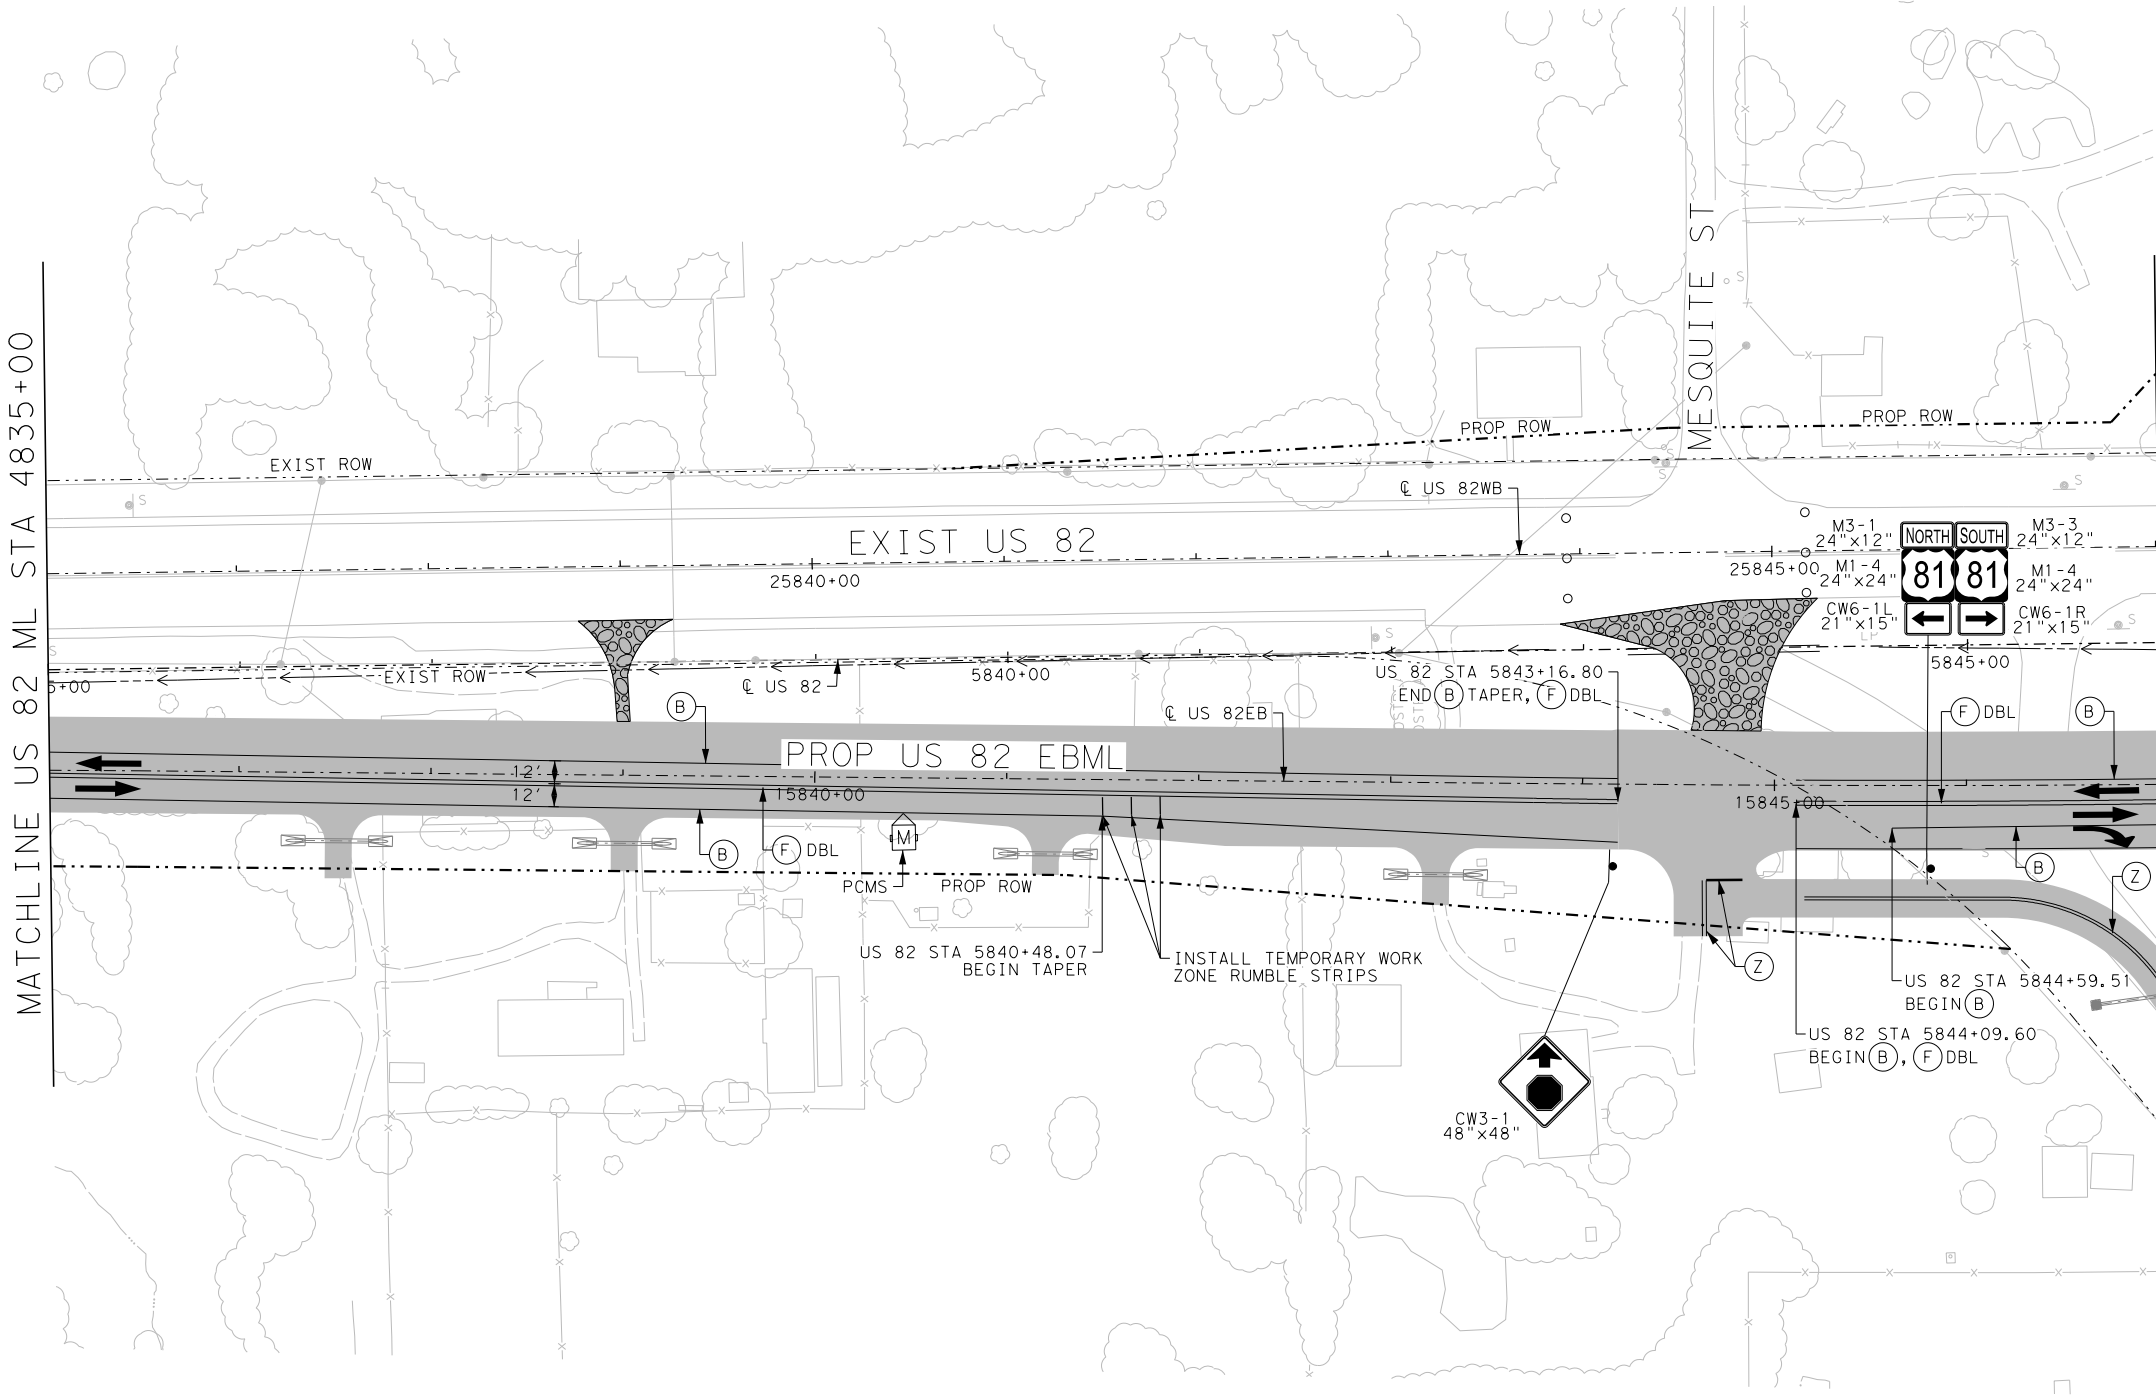 MATCHLINE US 82 ML STA 4835+00
MESQUITE ST
EXIST ROW
PROP ROW
PROP ROW
℄ US 82WB
EXIST US 82
25840+00
25845+00
M3-1
24"x12"
NORTH
SOUTH
M3-3
24"x12"
M1-4
24"x24"
81
81
M1-4
24"x24"
CW6-1L
21"x15"
CW6-1R
21"x15"
S
S
S
S
S
S
S
S
S
5+00
EXIST ROW
℄ US 82
5840+00
5845+00
US 82 STA 5843+16.80
END B TAPER, F DBL
B
℄ US 82EB
F DBL
B
PROP US 82 EBML
12'
12'
15840+00
15845+00
B
F DBL
M
PCMS
PROP ROW
B
Z
US 82 STA 5840+48.07
BEGIN TAPER
INSTALL TEMPORARY WORK
ZONE RUMBLE STRIPS
Z
US 82 STA 5844+59.51
BEGIN B
US 82 STA 5844+09.60
BEGIN B, F DBL
CW3-1
48"x48"